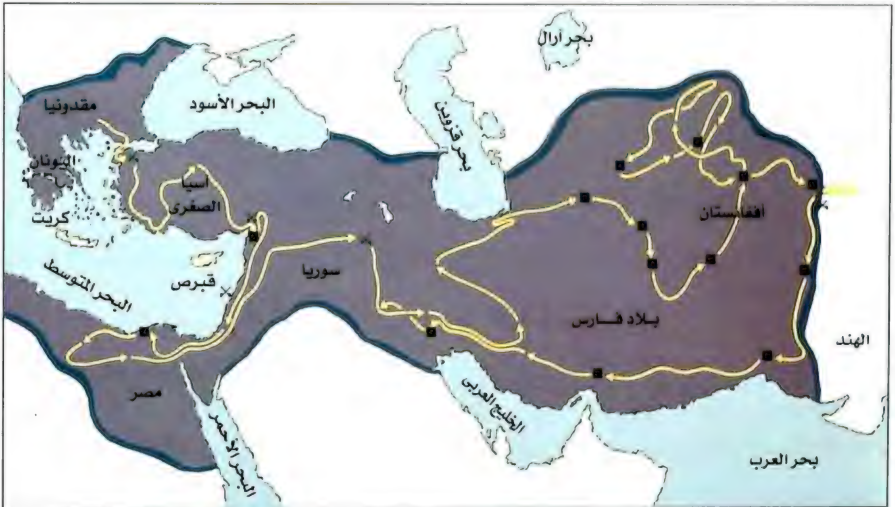 بحر آرال
مقدونيا
البحر الأسود
بحر قزوين
اليونان
آسيا
الصغرى
أفغانستان
كريت
سوريا
قبرص
البحر المتوسط
بلاد فارس
الهند
مصر
الخليج العربي
البحر الأحمر
بحر العرب